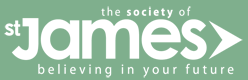 the society of
st James
believing in your future